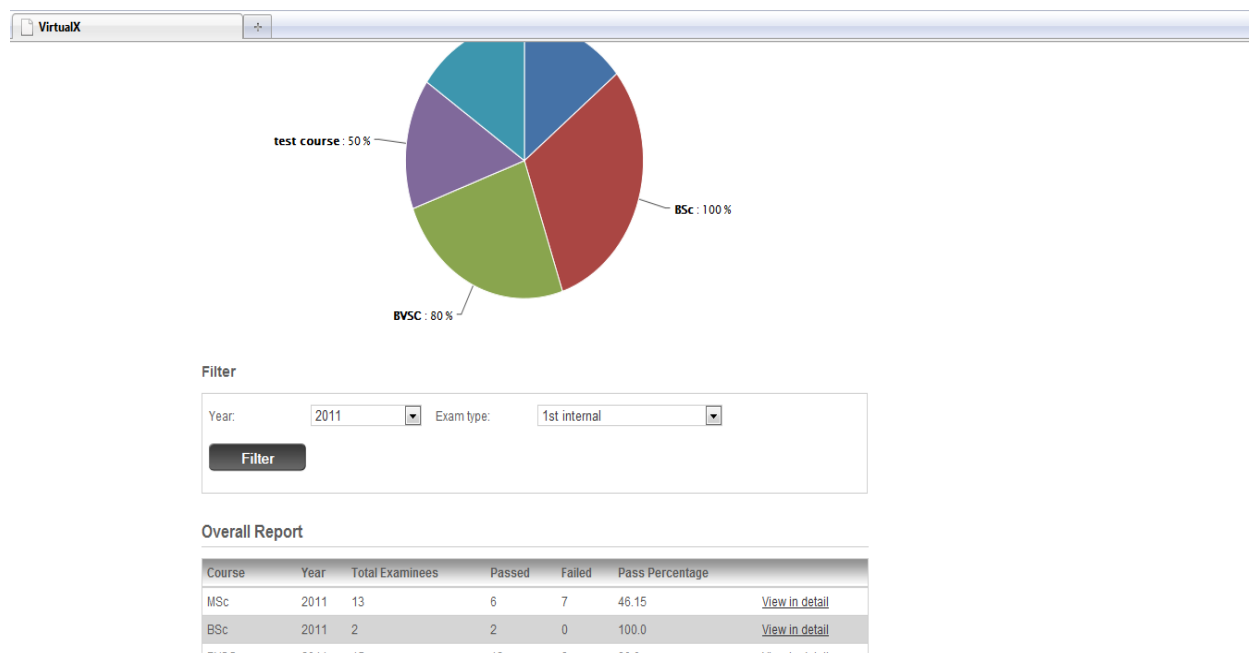 VirtualX
test course : 50 %
BSc : 100 %
BVSC : 80 %
Filter
Year: 2011 Exam type: 1st internal
Filter
Overall Report
Course Year Total Examinees Passed Failed Pass Percentage
MSc 2011 13 6 7 46.15 View in detail
BSc 2011 2 2 0 100.0 View in detail